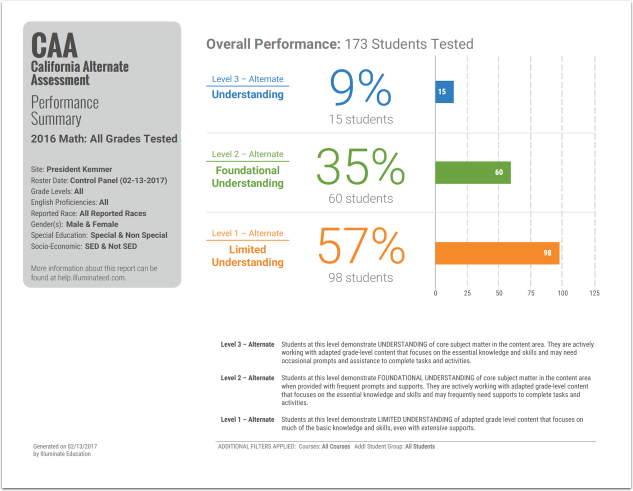 CAA
California Alternate
Assessment
Performance
Summary
2016 Math: All Grades Tested
Site: President Kemmer
Roster Date: Control Panel (02-13-2017)
Grade Levels: All
English Proficiencies: All
Reported Race: All Reported Races
Gender(s): Male & Female
Special Education: Special & Non Special
Socio-Economic: SED & Not SED
More information about this report can be
found at help.illuminateed.com.
Overall Performance: 173 Students Tested
Level 3 – Alternate
Understanding
9%
15 students
15
Level 2 – Alternate
Foundational
Understanding
35%
60 students
60
Level 1 – Alternate
Limited
Understanding
57%
98 students
98
0 25 50 75 100 125
Level 3 – Alternate Students at this level demonstrate UNDERSTANDING of core subject matter in the content area. They are actively
working with adapted grade-level content that focuses on the essential knowledge and skills and may need
occasional prompts and assistance to complete tasks and activities.
Level 2 – Alternate Students at this level demonstrate FOUNDATIONAL UNDERSTANDING of core subject matter in the content area
when provided with frequent prompts and supports. They are actively working with adapted grade-level content
that focuses on the essential knowledge and skills and may frequently need supports to complete tasks and
activities.
Level 1 – Alternate Students at this level demonstrate LIMITED UNDERSTANDING of adapted grade level content that focuses on
much of the basic knowledge and skills, even with extensive supports.
Generated on 02/13/2017
by Illuminate Education
ADDITIONAL FILTERS APPLIED: Courses: All Courses Addl Student Group: All Students